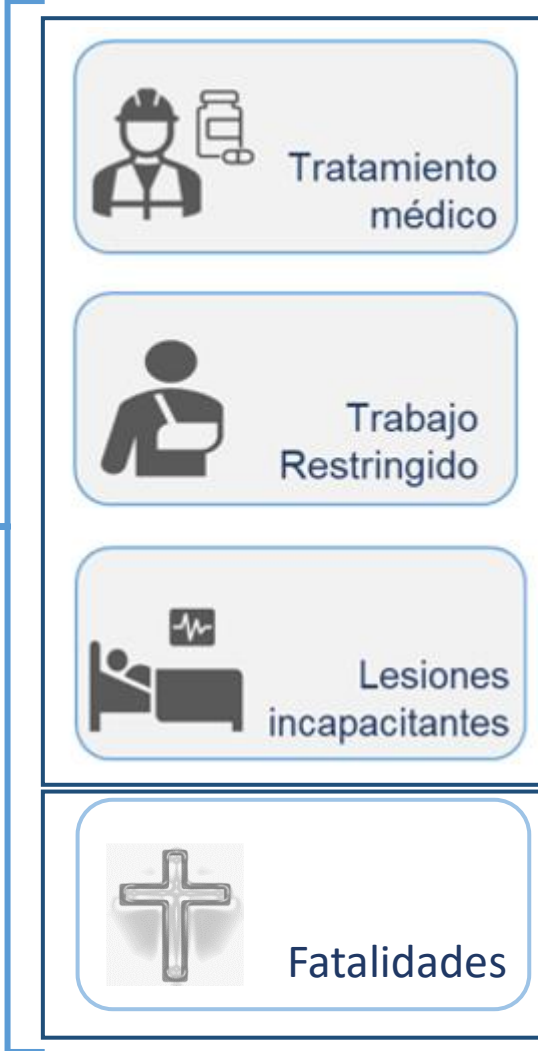 Tratamiento
médico
Trabajo
Restringido
Lesiones
incapacitantes
Fatalidades